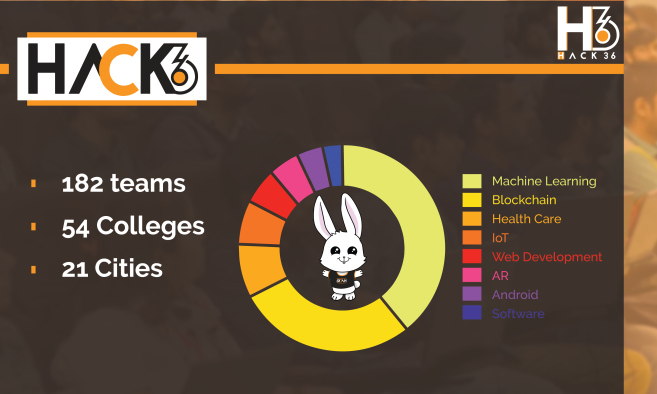 HACK36
H36
HACK 36
182 teams
54 Colleges
21 Cities
Machine Learning
Blockchain
Health Care
IoT
Web Development
AR
Android
Software